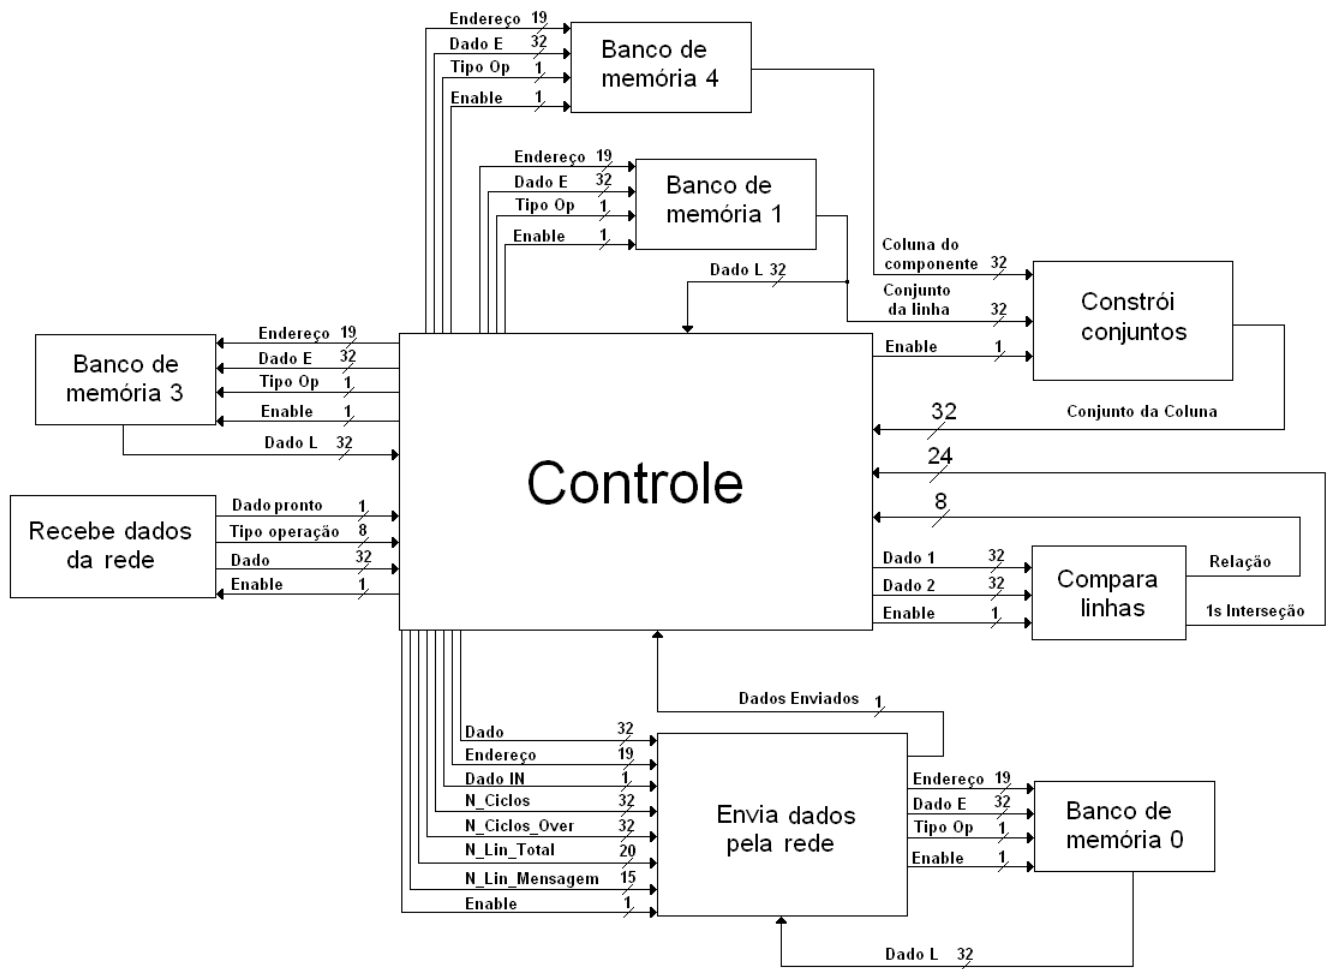 Endereço 19
Dado E 32
Tipo Op 1
Enable 1
Banco de
memória 4
Endereço 19
Dado E 32
Tipo Op 1
Enable 1
Banco de
memória 1
Dado L 32
Coluna do
componente 32
Conjunto
da linha 32
Enable 1
Constrói
conjuntos
Conjunto da Coluna
32
24
8
Endereço 19
Dado E 32
Tipo Op 1
Enable 1
Dado L 32
Banco de
memória 3
Controle
Recebe dados
da rede
Dado pronto 1
Tipo operação 8
Dado 32
Enable 1
Dado 1 32
Dado 2 32
Enable 1
Compara
linhas
Relação
1s Interseção
Dados Enviados 1
Dado 32
Endereço 19
Dado IN 1
N_Ciclos 32
N_Ciclos_Over 32
N_Lin_Total 20
N_Lin_Mensagem 15
Enable 1
Envia dados
pela rede
Endereço 19
Dado E 32
Tipo Op 1
Enable 1
Banco de
memória 0
Dado L 32